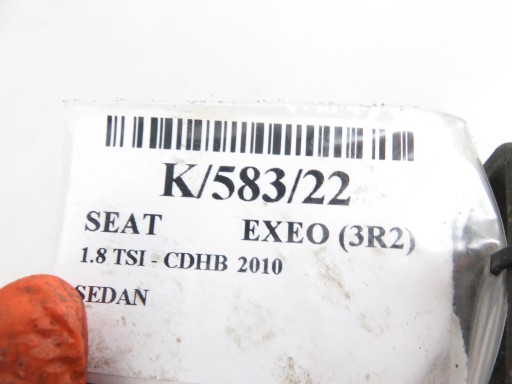 K/583/22
SEAT EXEO (3R2)
1.8 TSI - CDHB 2010
SEDAN